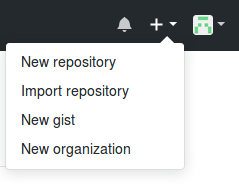 New repository
Import repository
New gist
New organization